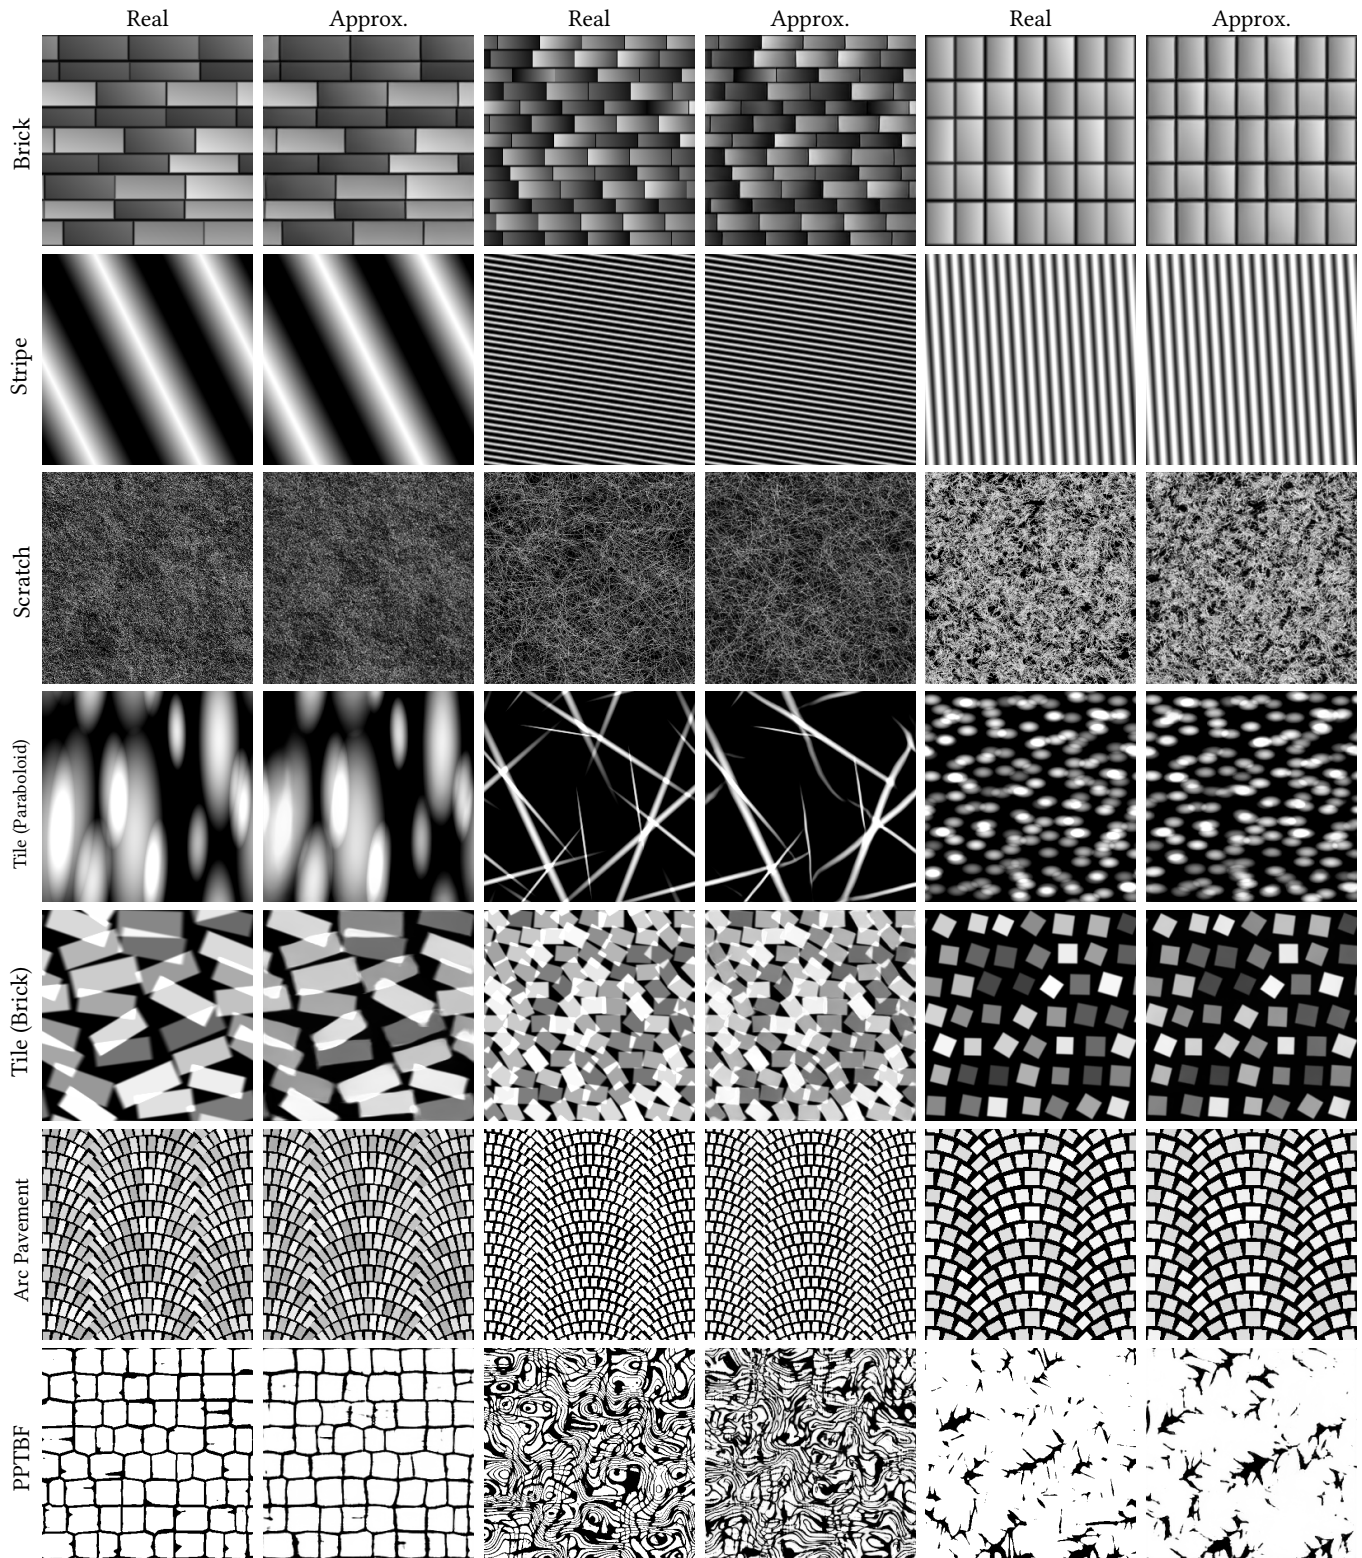 Real Approx. Real Approx. Real Approx.
Brick
Stripe
Scratch
Tile (Paraboloid)
Tile (Brick)
Arc Pavement
PPTBF